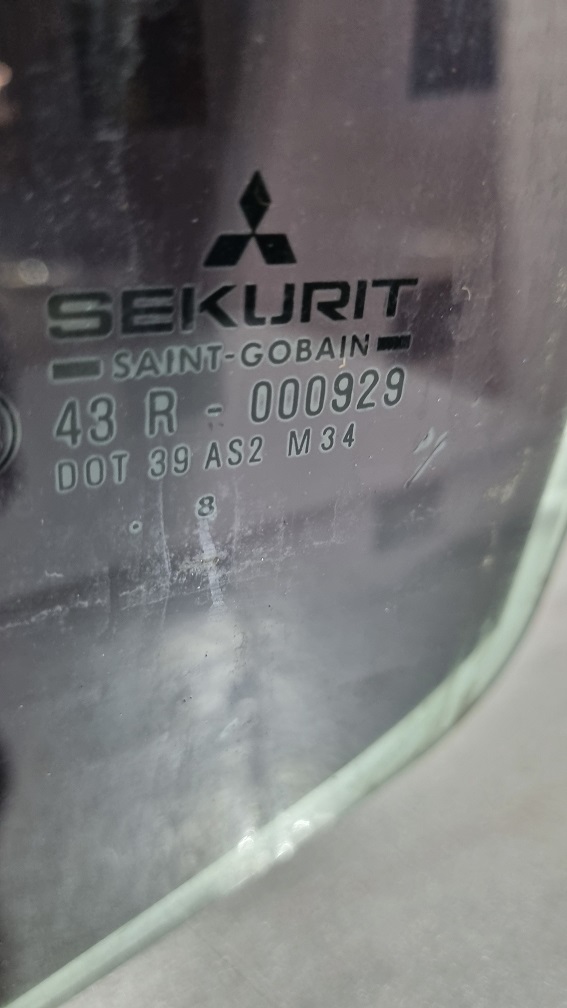 SEKURIT
SAINT-GOBAIN
43 R - 000929
DOT 39 AS2 M34
8